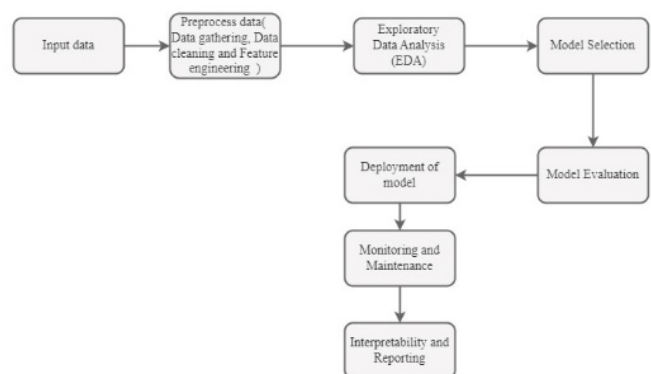 Input data
Preprocess data(
Data gathering, Data
cleaning and Feature
engineering )
Exploratory
Data Analysis
(EDA)
Model Selection
Model Evaluation
Deployment of
model
Monitoring and
Maintenance
Interpretability and
Reporting